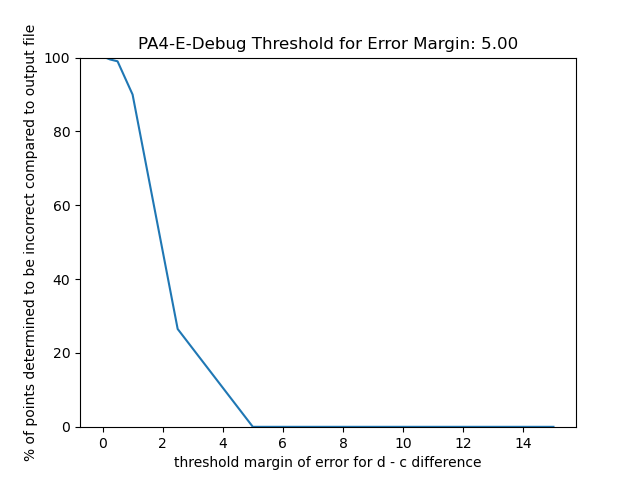 PA4-E-Debug Threshold for Error Margin: 5.00
% of points determined to be incorrect compared to output file
100
80
60
40
20
0
0 2 4 6 8 10 12 14
threshold margin of error for d - c difference